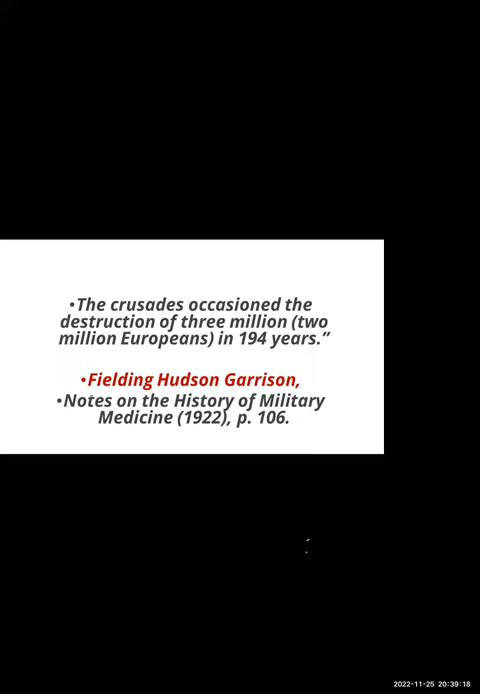 •The crusades occasioned the
destruction of three million (two
million Europeans) in 194 years.”
•Fielding Hudson Garrison,
•Notes on the History of Military
Medicine (1922), p. 106.
2022-11-25 20:39:18